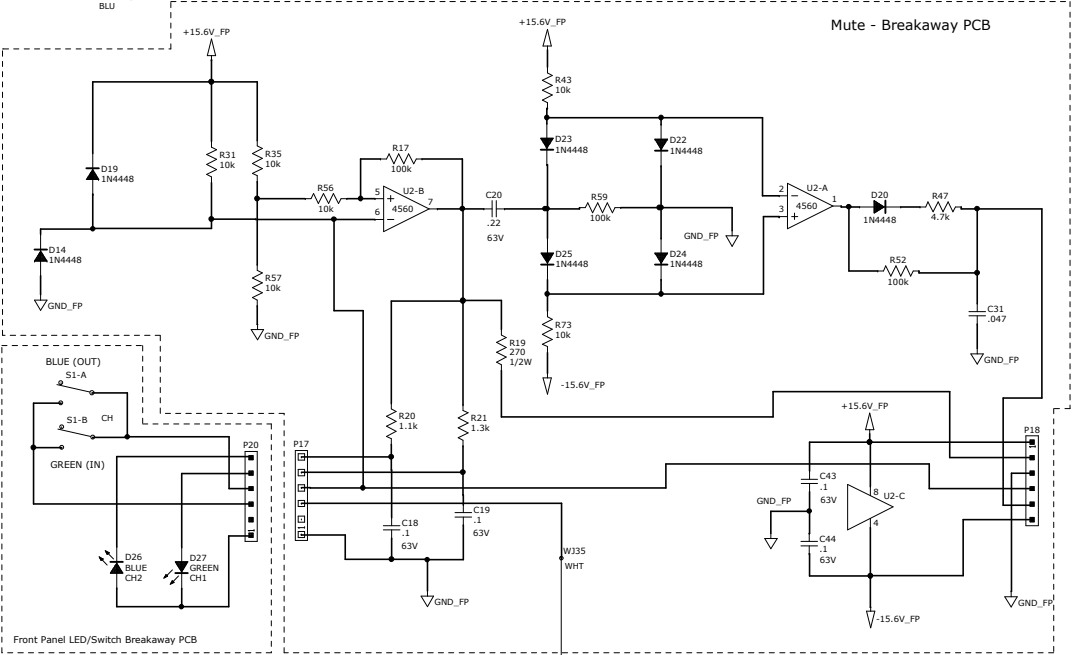 BLU
+15.6V_FP
+15.6V_FP
Mute - Breakaway PCB
R43
10k
D23
1N4448
D22
1N4448
R17
100k
R31
10k
R35
10k
D19
1N4448
R56
10k
5
6
+
−
U2-B
4560
7
C20
.22
63V
R59
100k
2
3
−
+
U2-A
4560
1
D20
1N4448
R47
4.7k
GND_FP
D14
1N4448
D25
1N4448
D24
1N4448
R52
100k
R57
10k
GND_FP
GND_FP
C31
.047
R73
10k
R19
270
1/2W
GND_FP
BLUE (OUT)
S1-A
-15.6V_FP
S1-B
CH
R20
1.1k
R21
1.3k
+15.6V_FP
P18
1
GREEN (IN)
P20
1
P17
1
C43
.1
63V
GND_FP
8
U2-C
4
C18
.1
63V
C19
.1
63V
C44
.1
63V
WJ35
WHT
D26
BLUE
CH2
D27
GREEN
CH1
GND_FP
GND_FP
-15.6V_FP
Front Panel LED/Switch Breakaway PCB